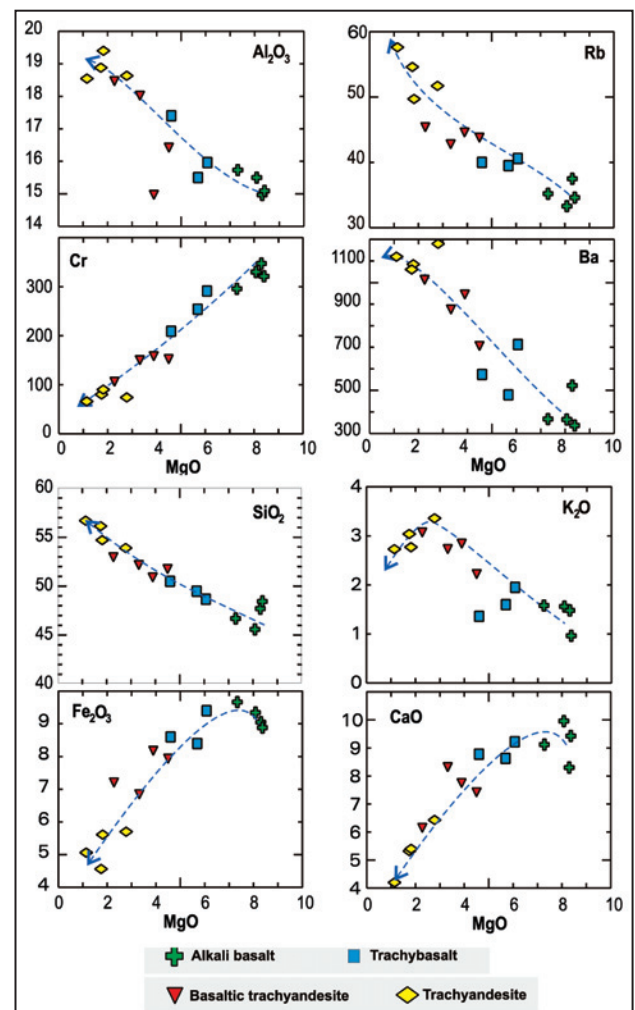 Al₂O₃
20
19
18
17
16
15
14
Rb
60
50
40
30
Cr
300
200
100
0
0 2 4 6 8 10
MgO
Ba
1100
900
700
500
300
0 2 4 6 8 10
MgO
SiO₂
60
55
50
45
40
K₂O
4
3
2
1
0
Fe₂O₃
9
8
7
6
5
4
0 2 4 6 8 10
MgO
CaO
10
9
8
7
6
5
4
0 2 4 6 8 10
MgO
Alkali basalt
Trachybasalt
Basaltic trachyandesite
Trachyandesite